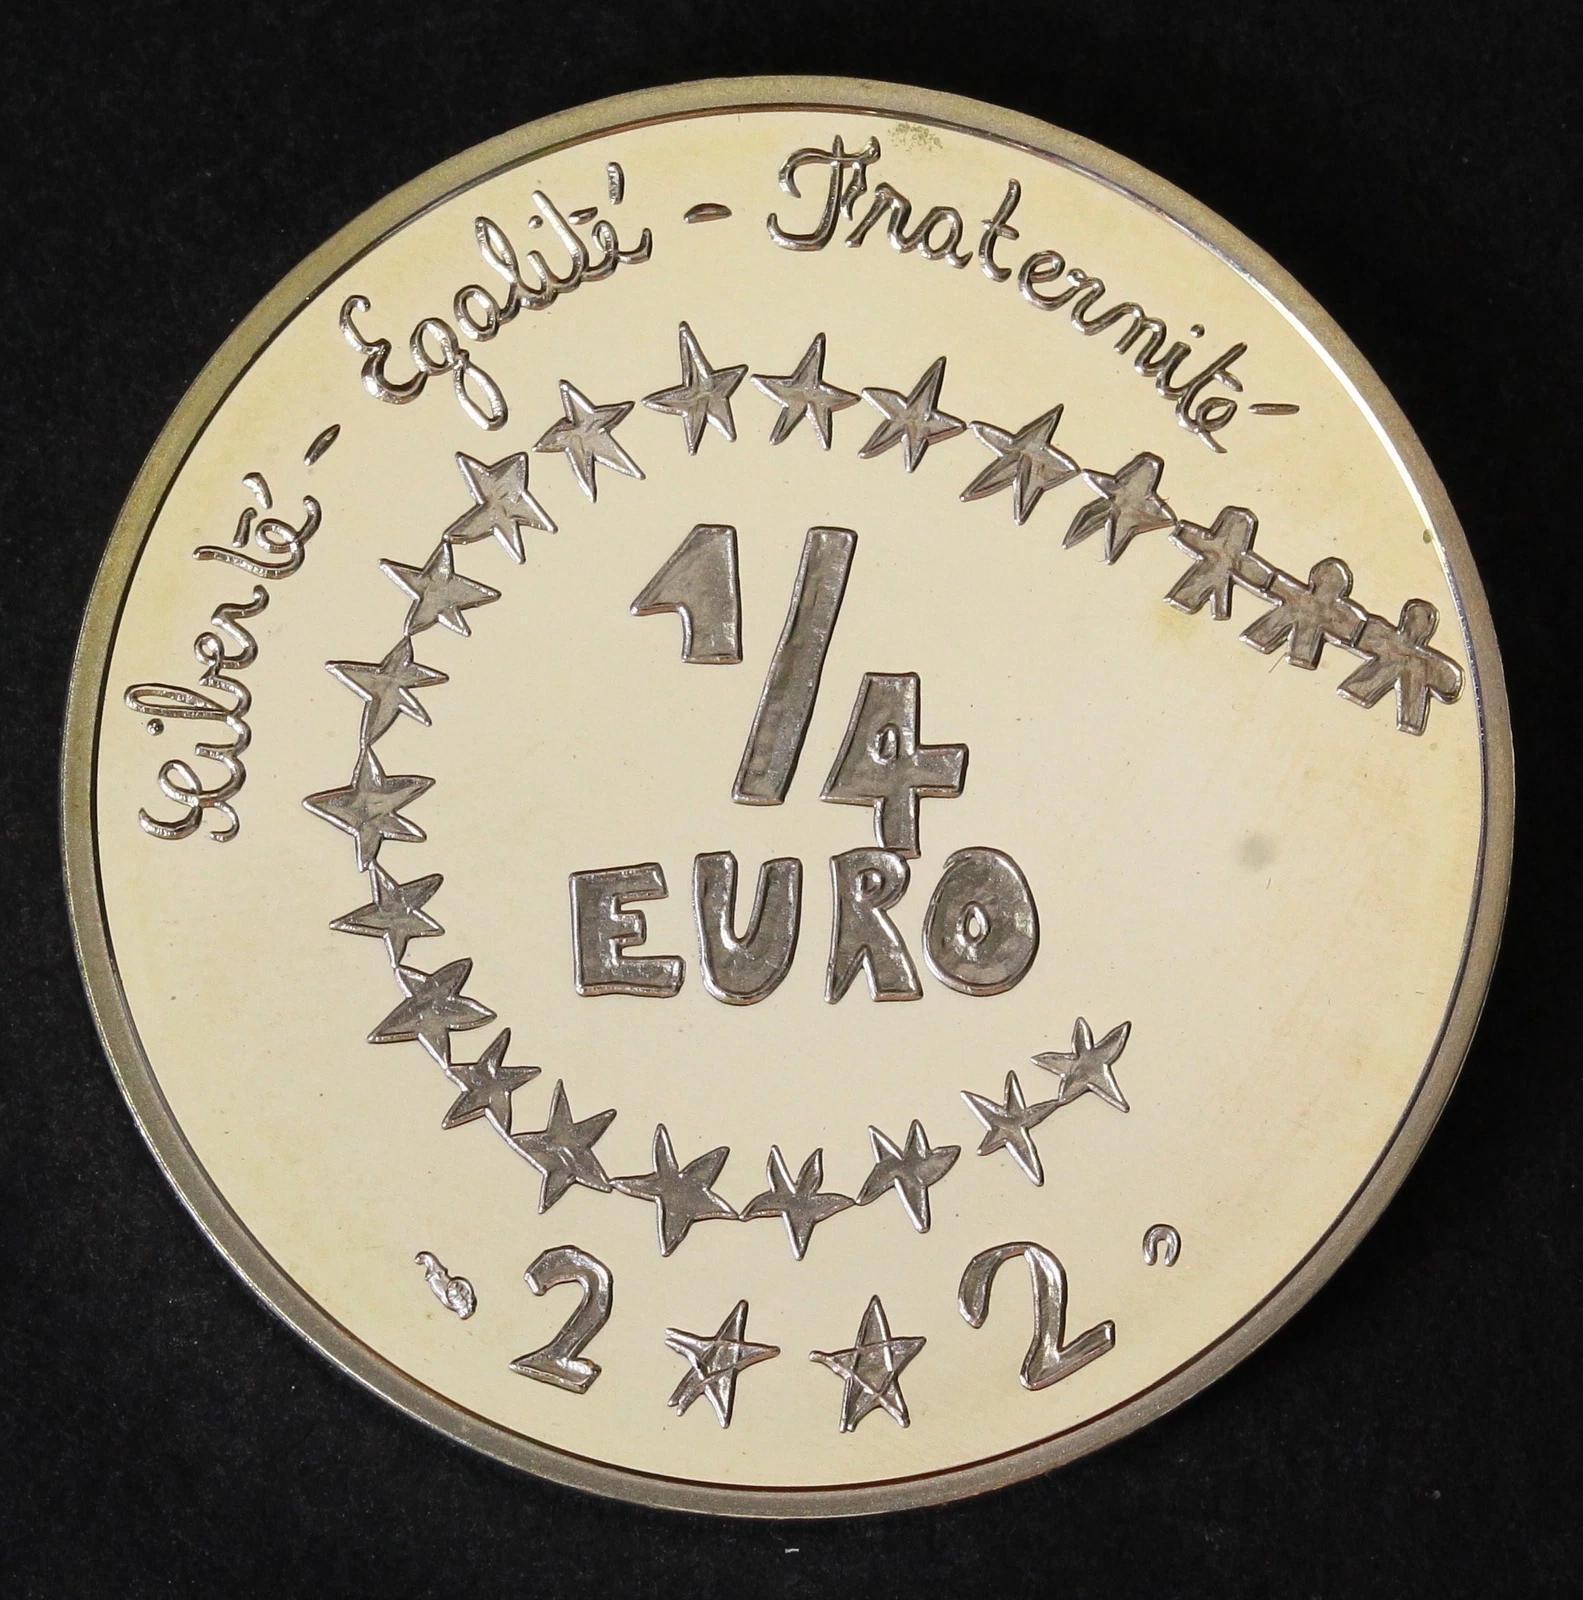 Liberté - Egalité - Fraternité
1/4
EURO
2 2